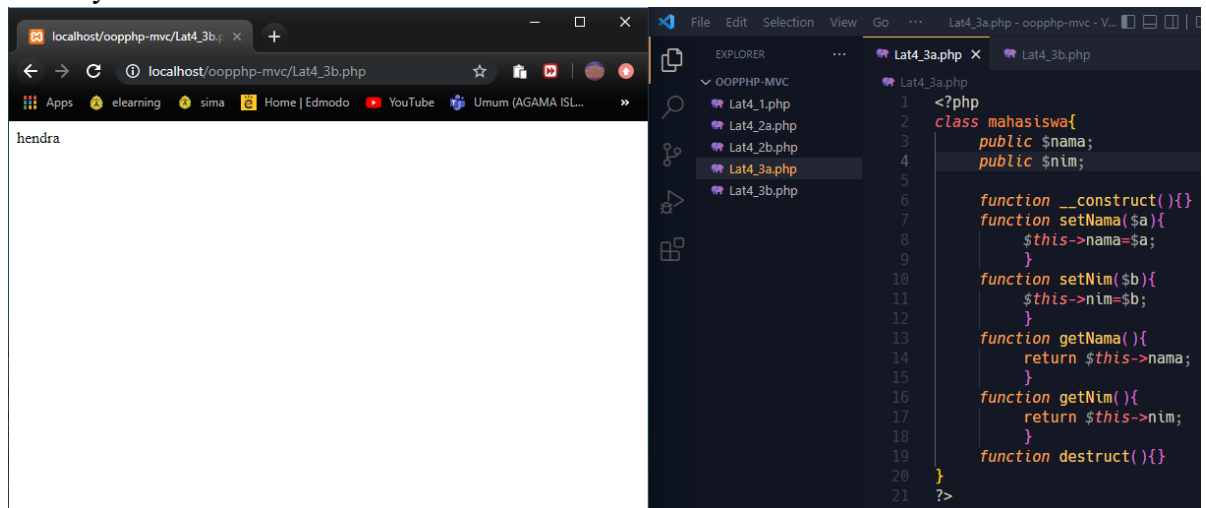 localhost/oopphp-mvc/Lat4_3b.p
localhost/oopphp-mvc/Lat4_3b.php
Apps elearning sima Home | Edmodo YouTube Umum (AGAMA ISL... »
hendra
File Edit Selection View Go ··· Lat4_3a.php - oopphp-mvc - V...
EXPLORER ···
OOPPHP-MVC
Lat4_1.php
Lat4_2a.php
Lat4_2b.php
Lat4_3a.php
Lat4_3b.php
Lat4_3a.php Lat4_3b.php
Lat4_3a.php
1 <?php
2 class mahasiswa{
3 public $nama;
4 public $nim;
5
6 function __construct(){}
7 function setNama($a){
8 $this->nama=$a;
9 }
10 function setNim($b){
11 $this->nim=$b;
12 }
13 function getNama(){
14 return $this->nama;
15 }
16 function getNim(){
17 return $this->nim;
18 }
19 function destruct(){}
20 }
21 ?>